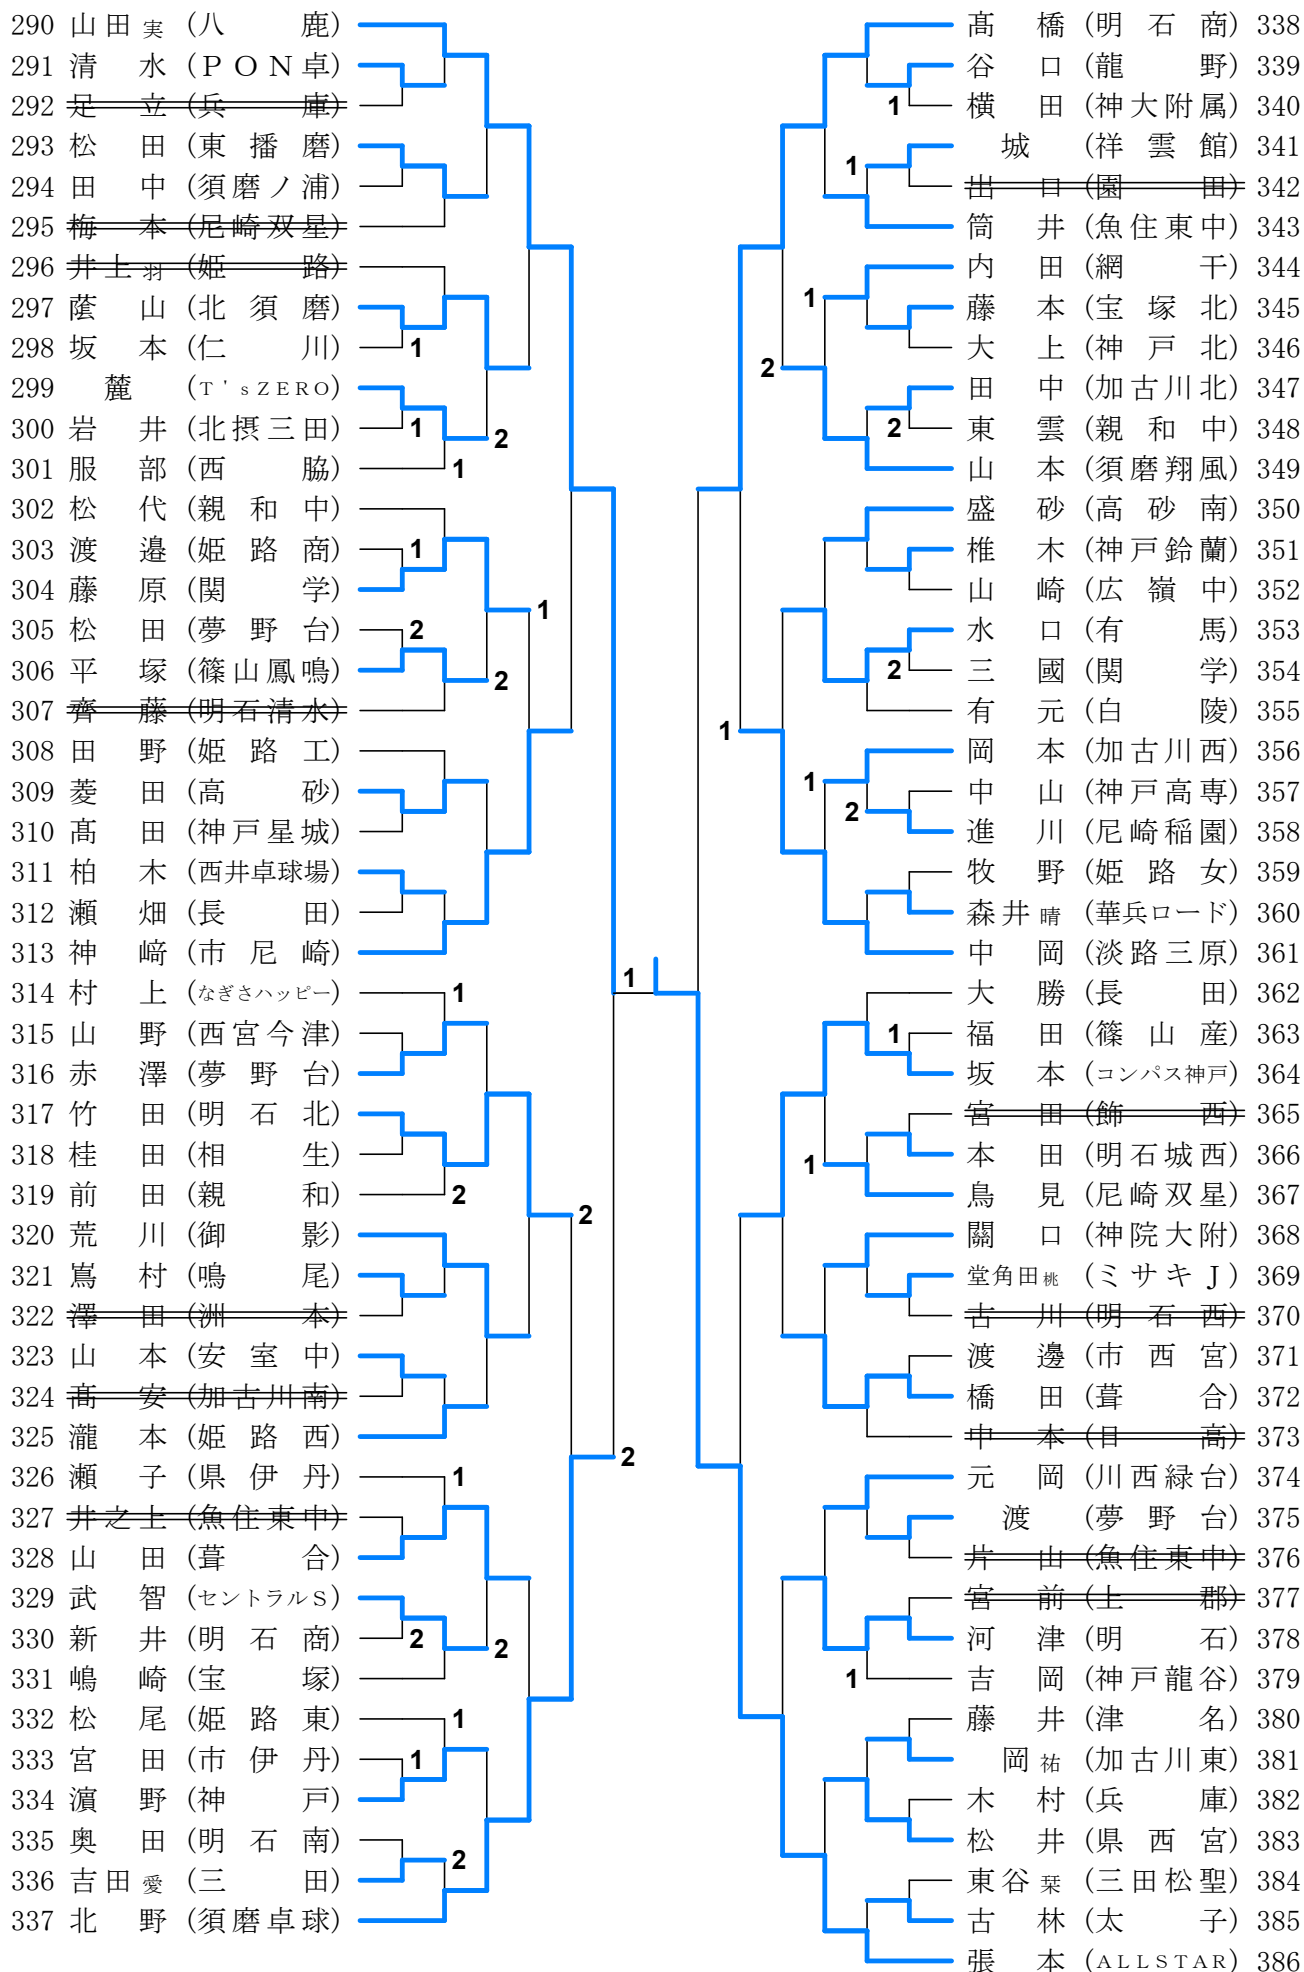 290 山田実 (八鹿)
291 清水 (PON卓)
292 足立 (兵庫)
293 松田 (東播磨)
294 田中 (須磨ノ浦)
295 梅本 (尼崎双星)
296 井上羽 (姫路)
297 蔭山 (北須磨)
298 坂本 (仁川)
1
299 麓 (T'sZERO)
300 岩井 (北摂三田)
1
2
301 服部 (西脇)
1
302 松代 (親和中)
303 渡邉 (姫路商)
1
304 藤原 (関学)
1
305 松田 (夢野台)
2
306 平塚 (篠山鳳鳴)
2
307 齊藤 (明石清水)
308 田野 (姫路工)
309 菱田 (高砂)
310 髙田 (神戸星城)
311 柏木 (西井卓球場)
312 瀬畑 (長田)
313 神﨑 (市尼崎)
1
314 村上 (なぎさハッピー)
1
315 山野 (西宮今津)
316 赤澤 (夢野台)
317 竹田 (明石北)
318 桂田 (相生)
319 前田 (親和)
2
2
320 荒川 (御影)
321 嶌村 (鳴尾)
322 澤田 (洲本)
323 山本 (安室中)
324 髙安 (加古川南)
325 瀧本 (姫路西)
2
326 瀬子 (県伊丹)
1
327 井之上 (魚住東中)
328 山田 (葺合)
329 武智 (セントラルS)
330 新井 (明石商)
2
2
331 嶋崎 (宝塚)
332 松尾 (姫路東)
1
333 宮田 (市伊丹)
1
334 濵野 (神戸)
335 奥田 (明石南)
2
336 吉田愛 (三田)
337 北野 (須磨卓球)
髙橋 (明石商) 338
谷口 (龍野) 339
1
横田 (神大附属) 340
城 (祥雲館) 341
1
出口 (園田) 342
筒井 (魚住東中) 343
内田 (網干) 344
1
藤本 (宝塚北) 345
大上 (神戸北) 346
2
田中 (加古川北) 347
2
東雲 (親和中) 348
山本 (須磨翔風) 349
盛砂 (高砂南) 350
椎木 (神戸鈴蘭) 351
山崎 (広嶺中) 352
水口 (有馬) 353
2
三國 (関学) 354
有元 (白陵) 355
1
岡本 (加古川西) 356
1
中山 (神戸高専) 357
2
進川 (尼崎稲園) 358
牧野 (姫路女) 359
森井晴 (華兵ロード) 360
中岡 (淡路三原) 361
大勝 (長田) 362
1
福田 (篠山産) 363
坂本 (コンパス神戸) 364
宮田 (飾西) 365
本田 (明石城西) 366
1
鳥見 (尼崎双星) 367
關口 (神院大附) 368
堂角田桃 (ミサキJ) 369
古川 (明石西) 370
渡邊 (市西宮) 371
橋田 (葺合) 372
中本 (日高) 373
元岡 (川西緑台) 374
渡 (夢野台) 375
片山 (魚住東中) 376
宮前 (上郡) 377
河津 (明石) 378
1
吉岡 (神戸龍谷) 379
藤井 (津名) 380
岡祐 (加古川東) 381
木村 (兵庫) 382
松井 (県西宮) 383
東谷栞 (三田松聖) 384
古林 (太子) 385
張本 (ALLSTAR) 386